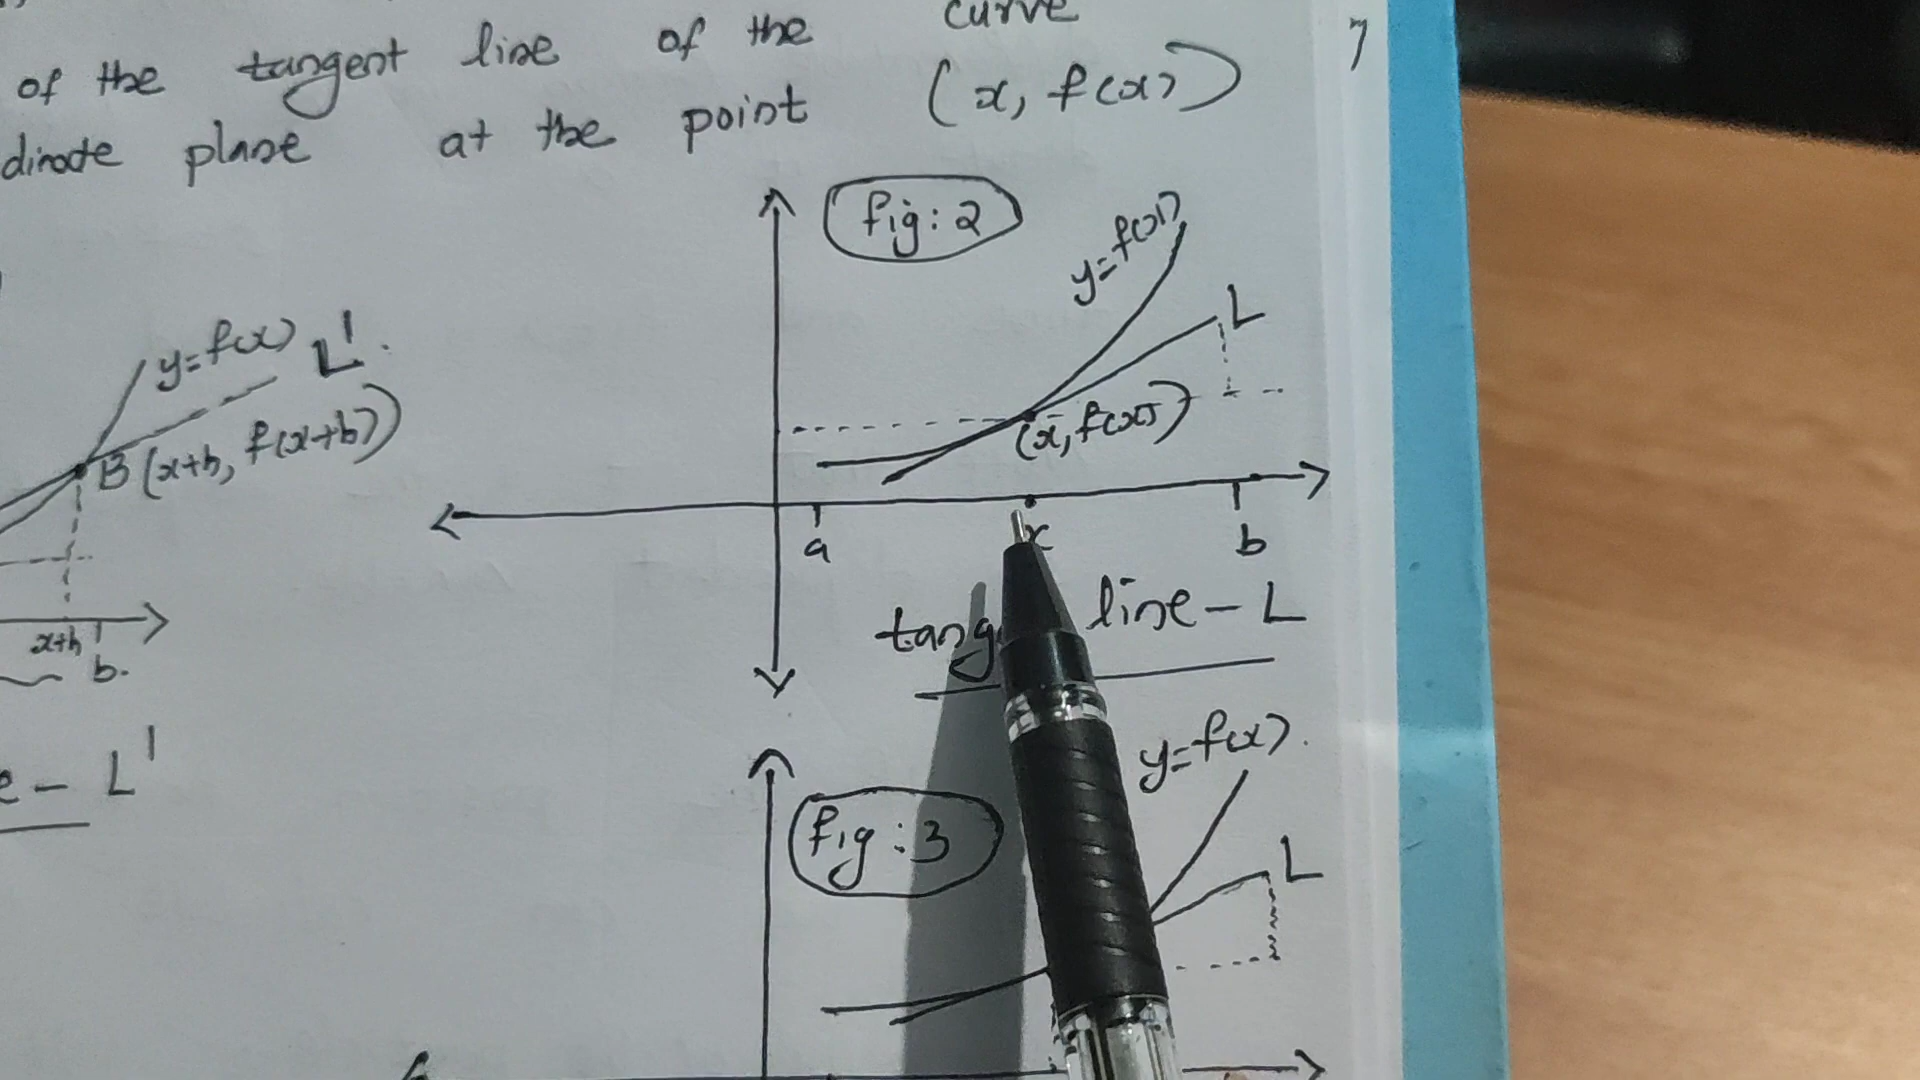 curve
of the tangent line of the
(x, f(x))
dinate plane at the point
7
fig: 2
y=f(x)
L
y=f(x) L'.
(x, f(x))
B (x+h, f(x+h))
a x b
x+h b.
line - L
- L'
y=f(x).
fig: 3
L